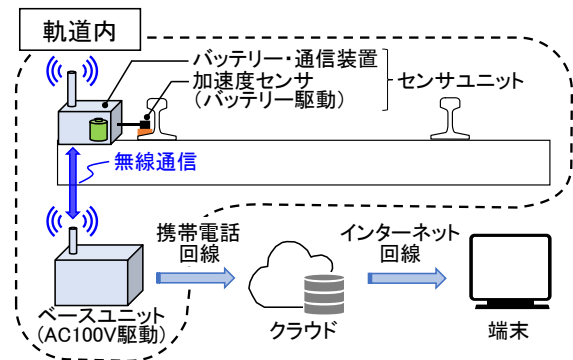 軌道内
バッテリー・通信装置
加速度センサ
(バッテリー駆動)
センサユニット
無線通信
携帯電話
回線
インターネット
回線
ベースユニット
(AC100V駆動)
クラウド
端末